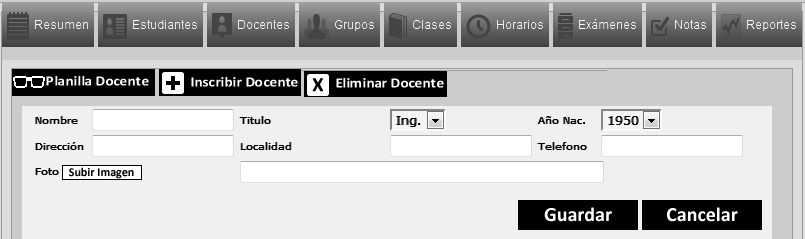 Resumen Estudiantes Docentes Grupos Clases Horarios Exámenes Notas Reportes
Planilla Docente Inscribir Docente X Eliminar Docente
Nombre Titulo Ing. Año Nac. 1950
Dirección Localidad Telefono
Foto Subir Imagen
Guardar Cancelar